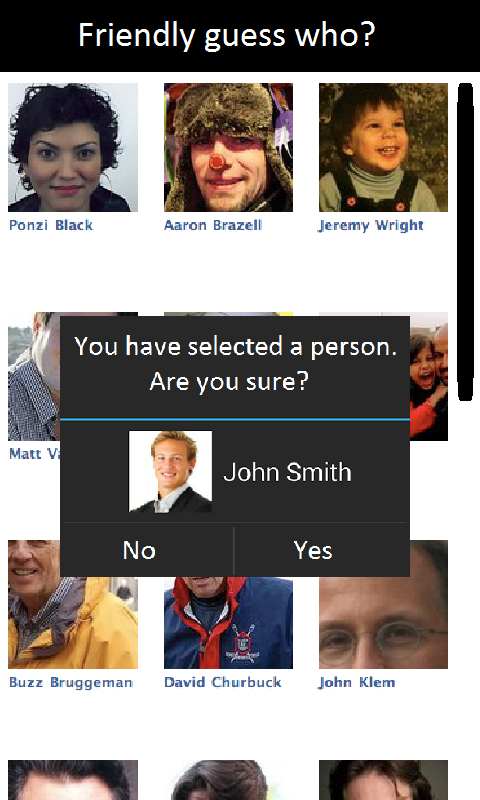 Friendly guess who?
Ponzi Black
Aaron Brazell
Jeremy Wright
You have selected a person.
Are you sure?
Matt
John Smith
No
Yes
Buzz Bruggeman
David Churbuck
John Klem